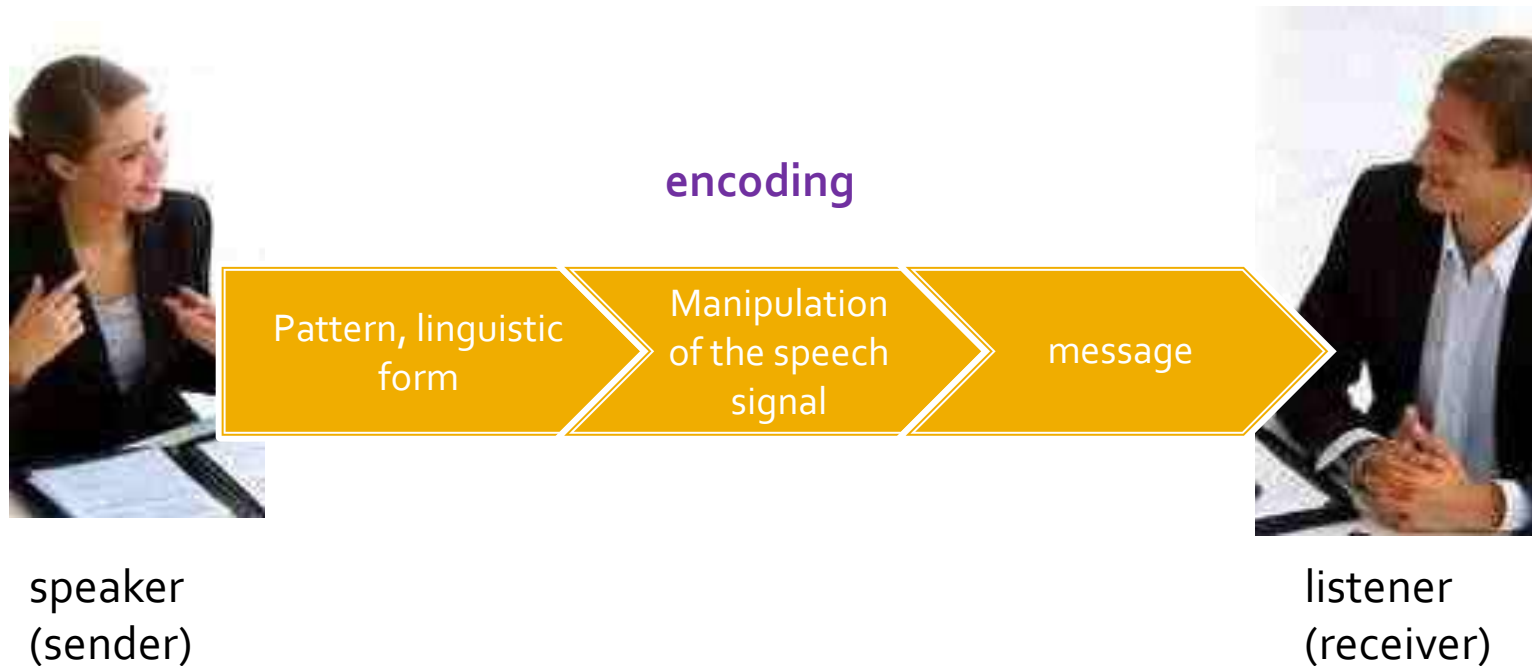 encoding
Pattern, linguistic
form
Manipulation
of the speech
signal
message
speaker
(sender)
listener
(receiver)